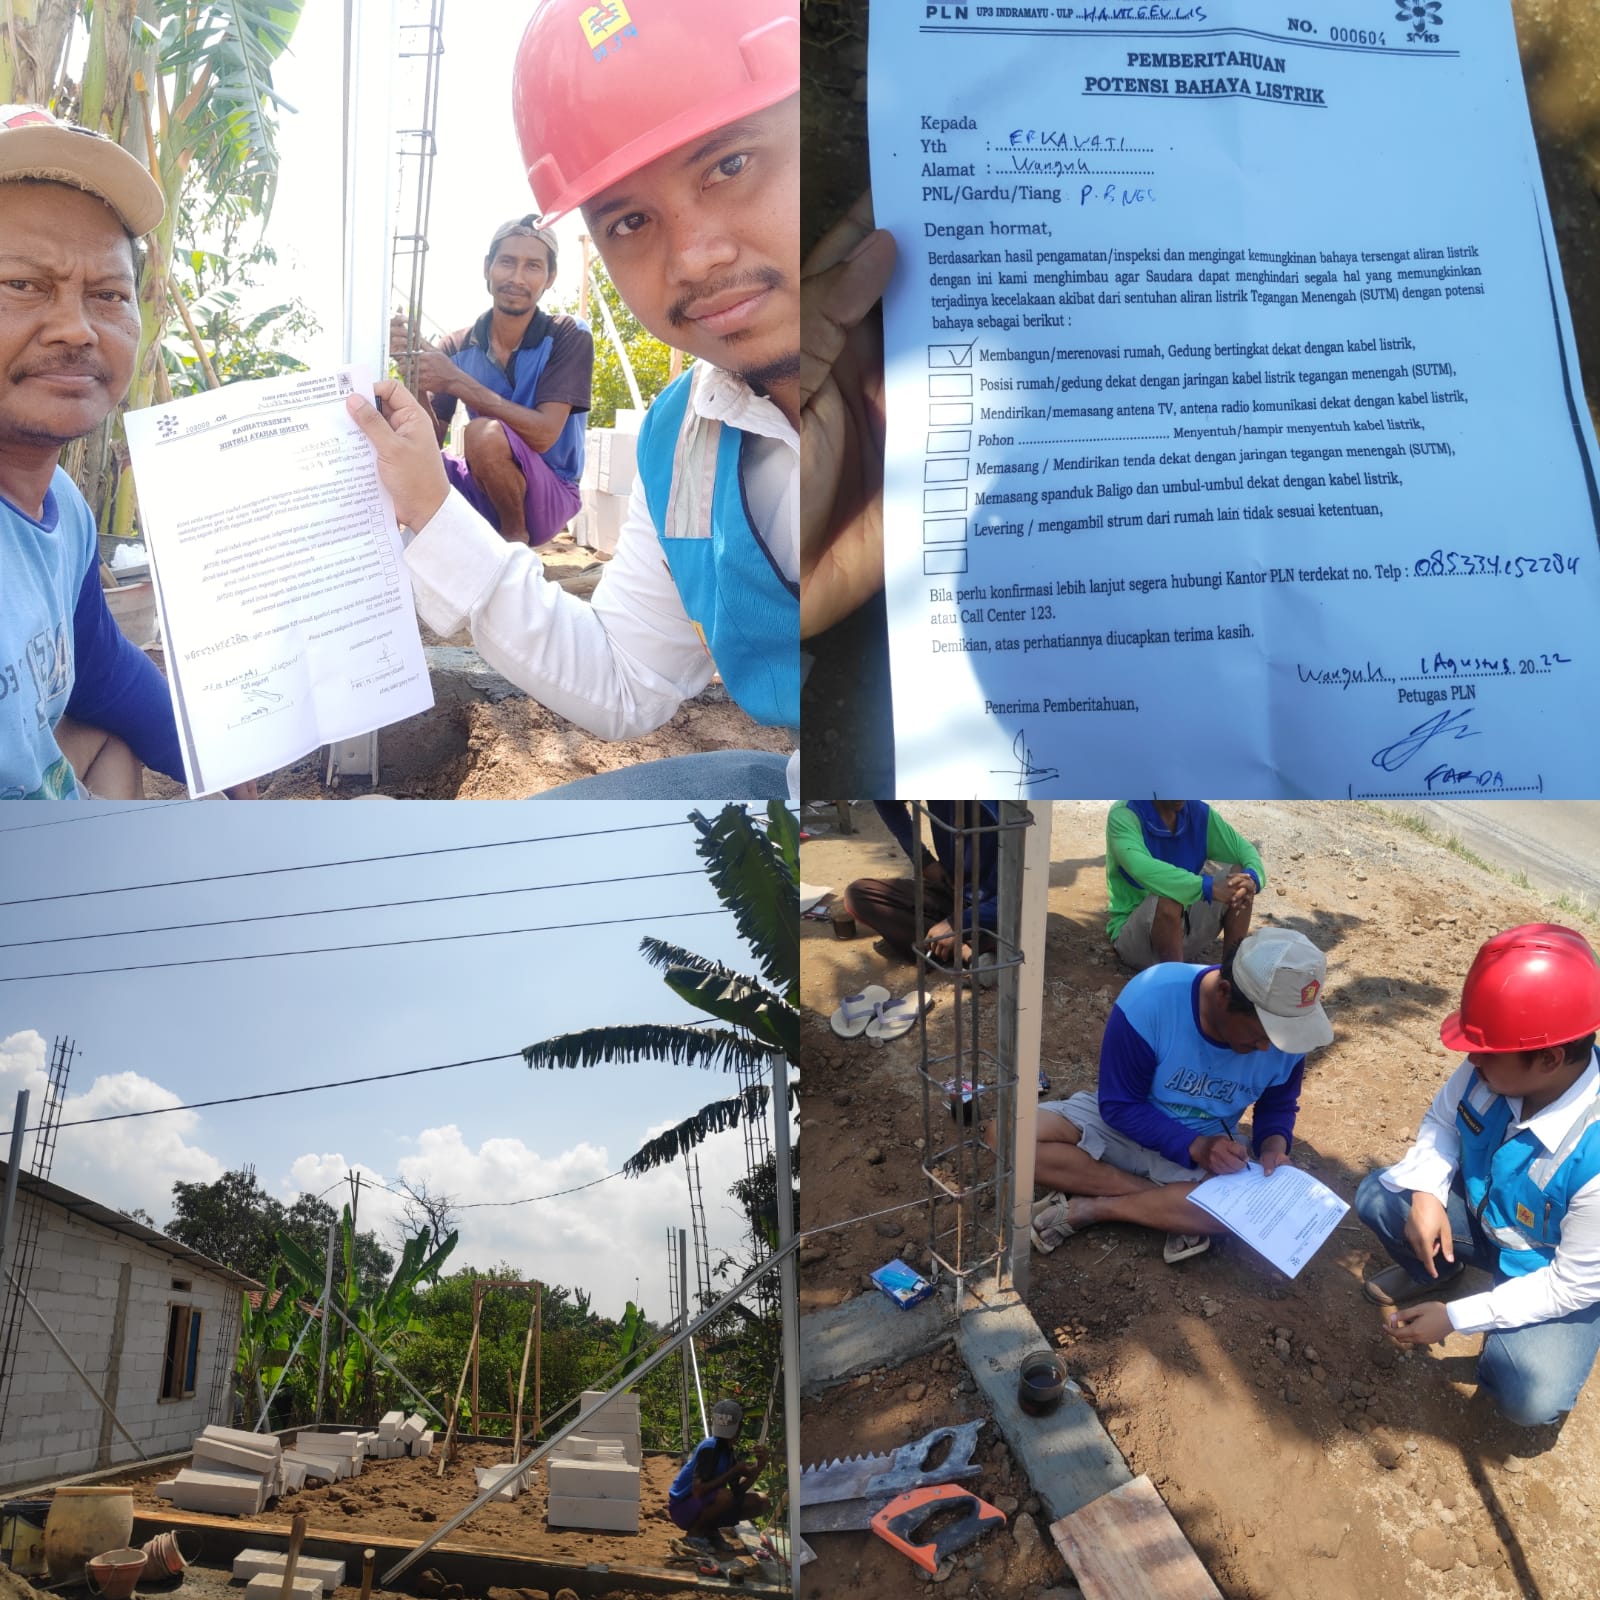 PLN
PLN UP3 INDRAMAYU - ULP HAURGEULIS
NO. 000604
SMK3
PEMBERITAHUAN
POTENSI BAHAYA LISTRIK
Kepada
Yth : ERKAWATI
Alamat : Wanguk
PNL/Gardu/Tiang :
Dengan hormat,
Berdasarkan hasil pengamatan/inspeksi dan mengingat kemungkinan bahaya tersengat aliran listrik
dengan ini kami menghimbau agar Saudara dapat menghindari segala hal yang memungkinkan
terjadinya kecelakaan akibat dari sentuhan aliran listrik Tegangan Menengah (SUTM) dengan potensi
bahaya sebagai berikut :
Membangun/merenovasi rumah, Gedung bertingkat dekat dengan kabel listrik,
Posisi rumah/gedung dekat dengan jaringan kabel listrik tegangan menengah (SUTM),
Mendirikan/memasang antena TV, antena radio komunikasi dekat dengan kabel listrik,
Pohon ........................................ Menyentuh/hampir menyentuh kabel listrik,
Memasang / Mendirikan tenda dekat dengan jaringan tegangan menengah (SUTM),
Memasang spanduk Baligo dan umbul-umbul dekat dengan kabel listrik,
Levering / mengambil strum dari rumah lain tidak sesuai ketentuan,
Bila perlu konfirmasi lebih lanjut segera hubungi Kantor PLN terdekat no. Telp :
atau Call Center 123.
Demikian, atas perhatiannya diucapkan terima kasih.
Wanguk, 1 Agustus 2022
Petugas PLN
Penerima Pemberitahuan,
(FARDA)
ABACEL